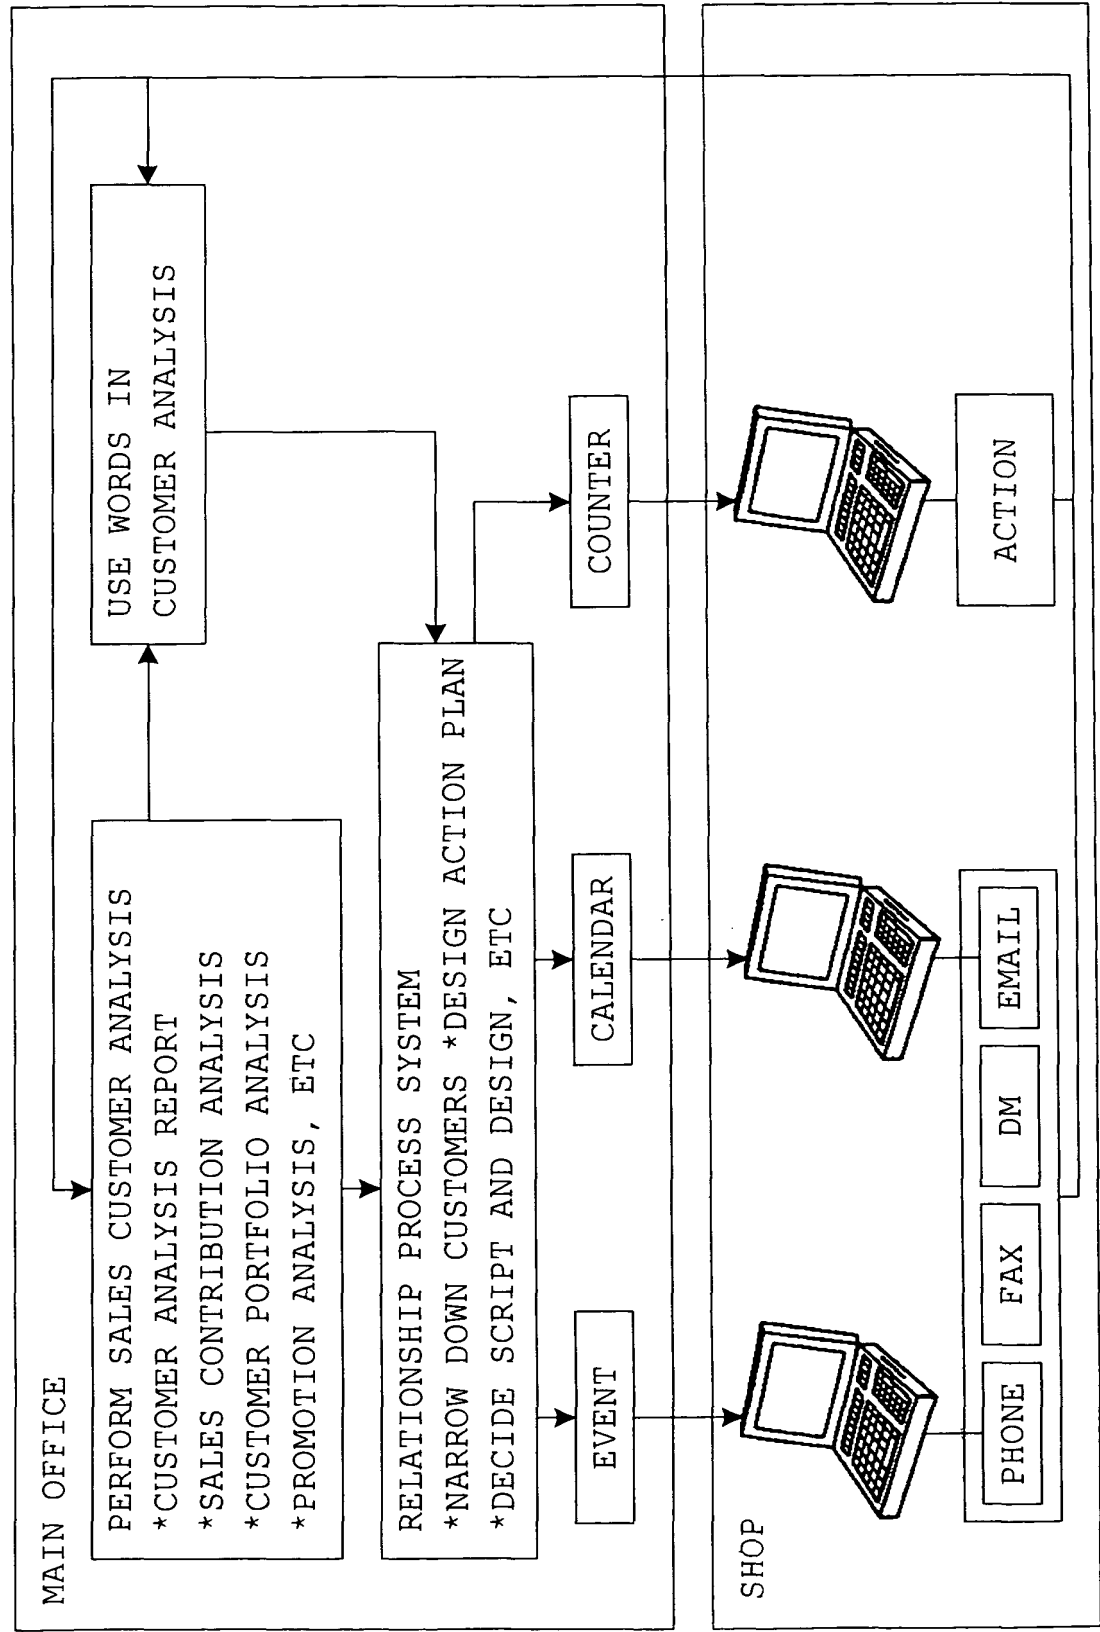 MAIN OFFICE
PERFORM SALES CUSTOMER ANALYSIS
*CUSTOMER ANALYSIS REPORT
*SALES CONTRIBUTION ANALYSIS
*CUSTOMER PORTFOLIO ANALYSIS
*PROMOTION ANALYSIS, ETC
USE WORDS IN
CUSTOMER ANALYSIS
RELATIONSHIP PROCESS SYSTEM
*NARROW DOWN CUSTOMERS *DESIGN ACTION PLAN
*DECIDE SCRIPT AND DESIGN, ETC
EVENT
CALENDAR
COUNTER
SHOP
PHONE
FAX
DM
EMAIL
ACTION